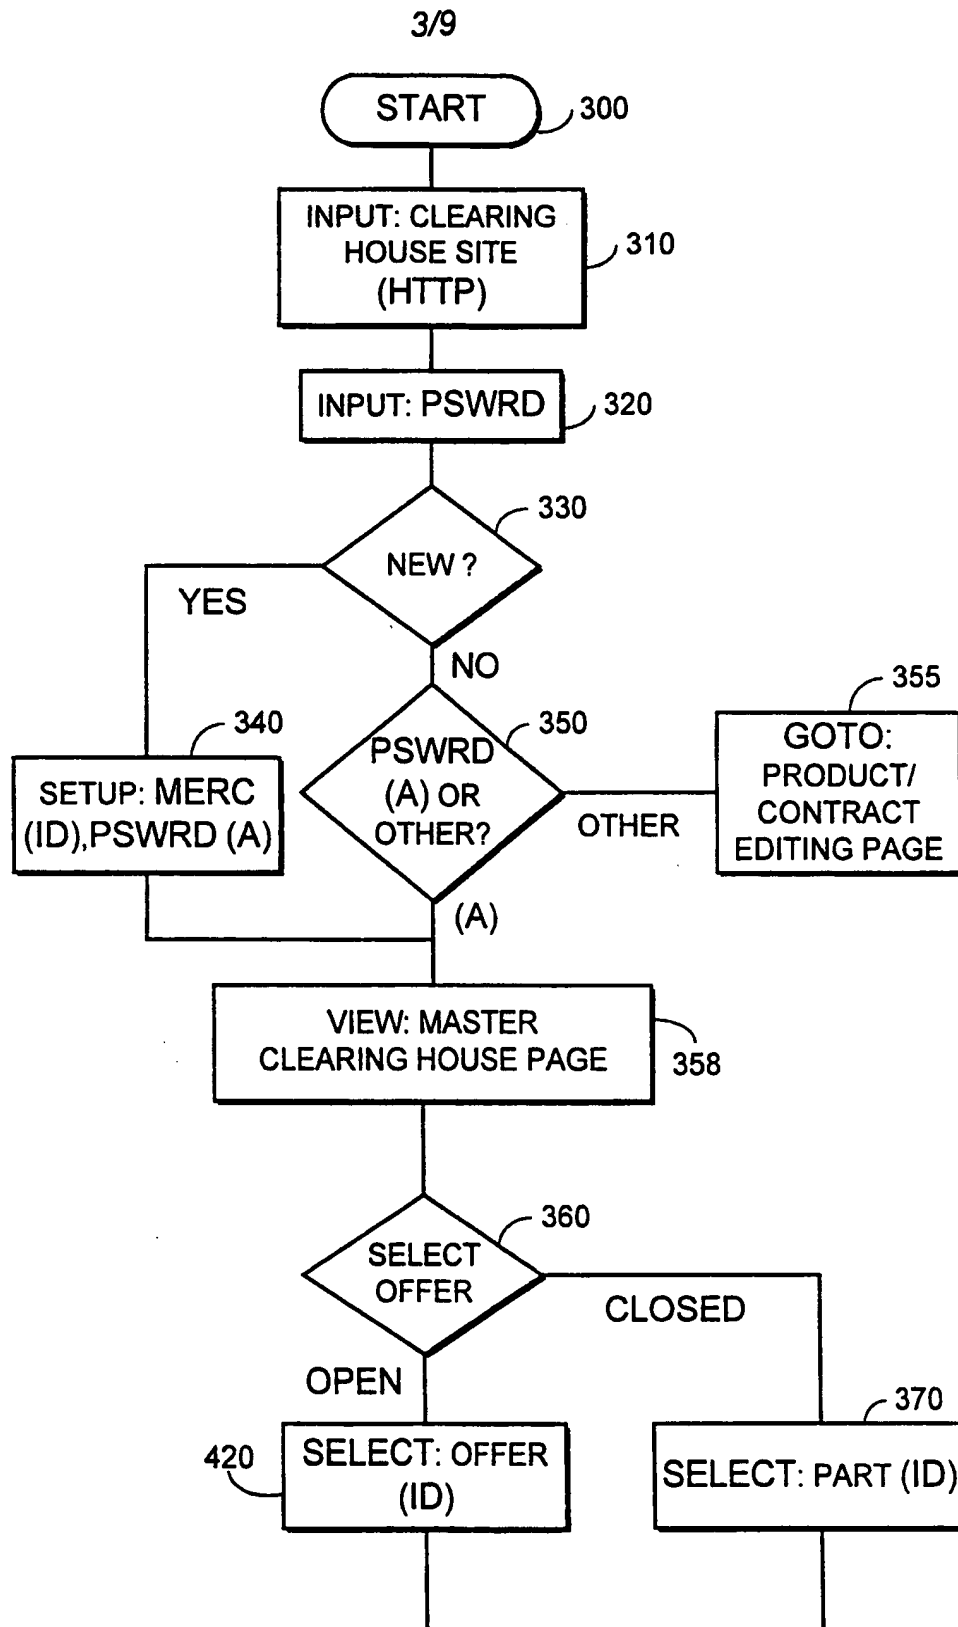 3/9
START
300
INPUT: CLEARING
HOUSE SITE
(HTTP)
310
INPUT: PSWRD
320
330
NEW ?
YES
NO
340
SETUP: MERC
(ID),PSWRD (A)
350
PSWRD
(A) OR
OTHER?
OTHER
355
GOTO:
PRODUCT/
CONTRACT
EDITING PAGE
(A)
VIEW: MASTER
CLEARING HOUSE PAGE
358
360
SELECT
OFFER
CLOSED
OPEN
420
SELECT: OFFER
(ID)
370
SELECT: PART (ID)